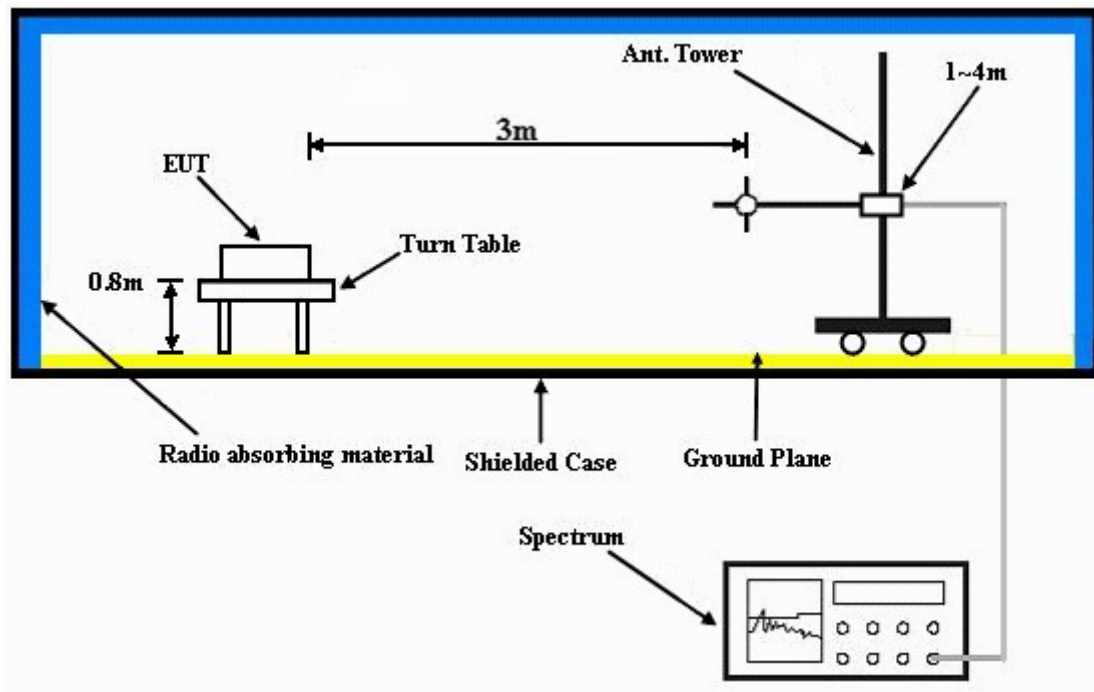 Ant. Tower
1~4m
3m
EUT
Turn Table
0.8m
Radio absorbing material
Shielded Case
Ground Plane
Spectrum